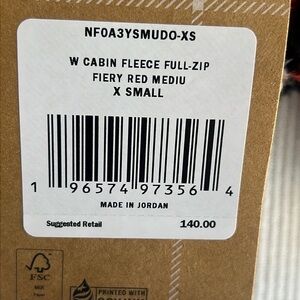 NF0A3YSMUDO-XS
W CABIN FLEECE FULL-ZIP
FIERY RED MEDIU
X SMALL
1 96574 97356 4
MADE IN JORDAN
Suggested Retail 140.00
FSC
MIX
PRINTED WITH